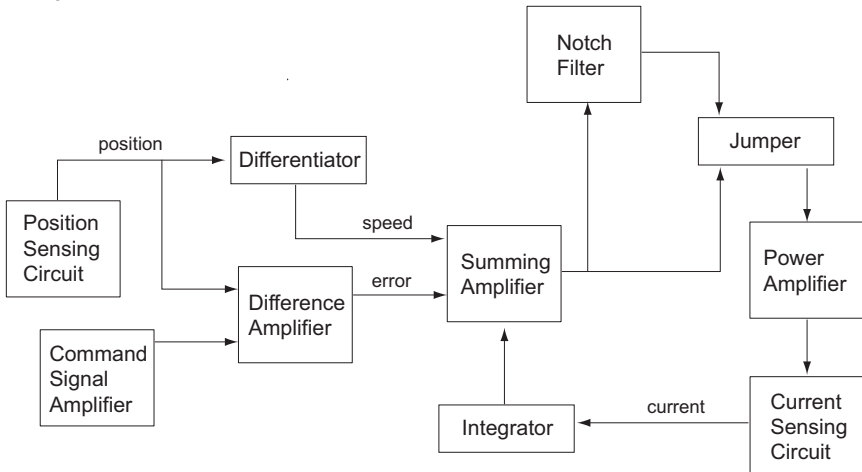 Notch
Filter
Jumper
position
Differentiator
Position
Sensing
Circuit
speed
Summing
Amplifier
Power
Amplifier
error
Difference
Amplifier
Command
Signal
Amplifier
Integrator
current
Current
Sensing
Circuit